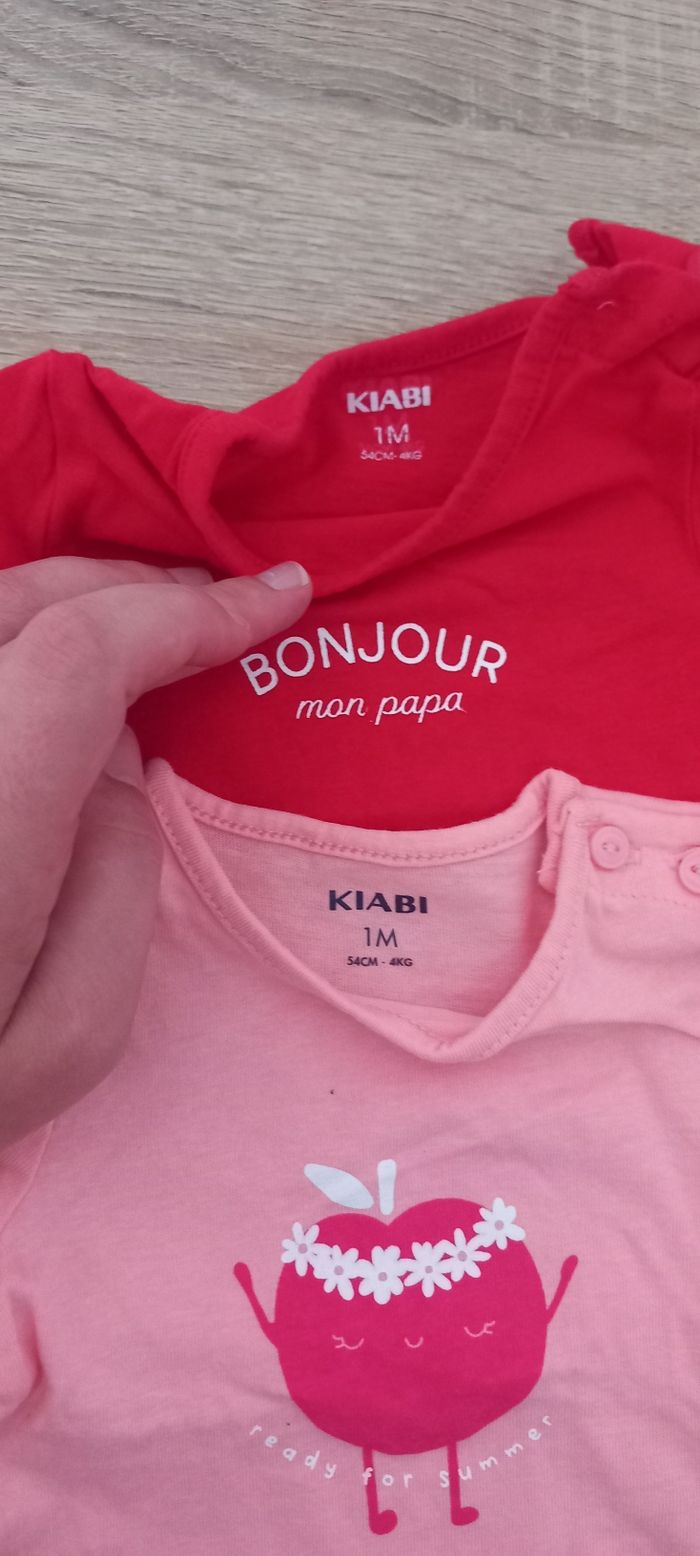 KIABI
1M
54CM - 4KG
BONJOUR
mon papa
KIABI
1M
54CM - 4KG
ready for summer